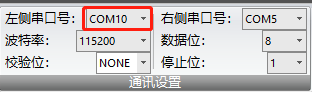 左侧串口号: COM10 右侧串口号: COM5
波特率: 115200 数据位: 8
校验位: NONE 停止位: 1
通讯设置